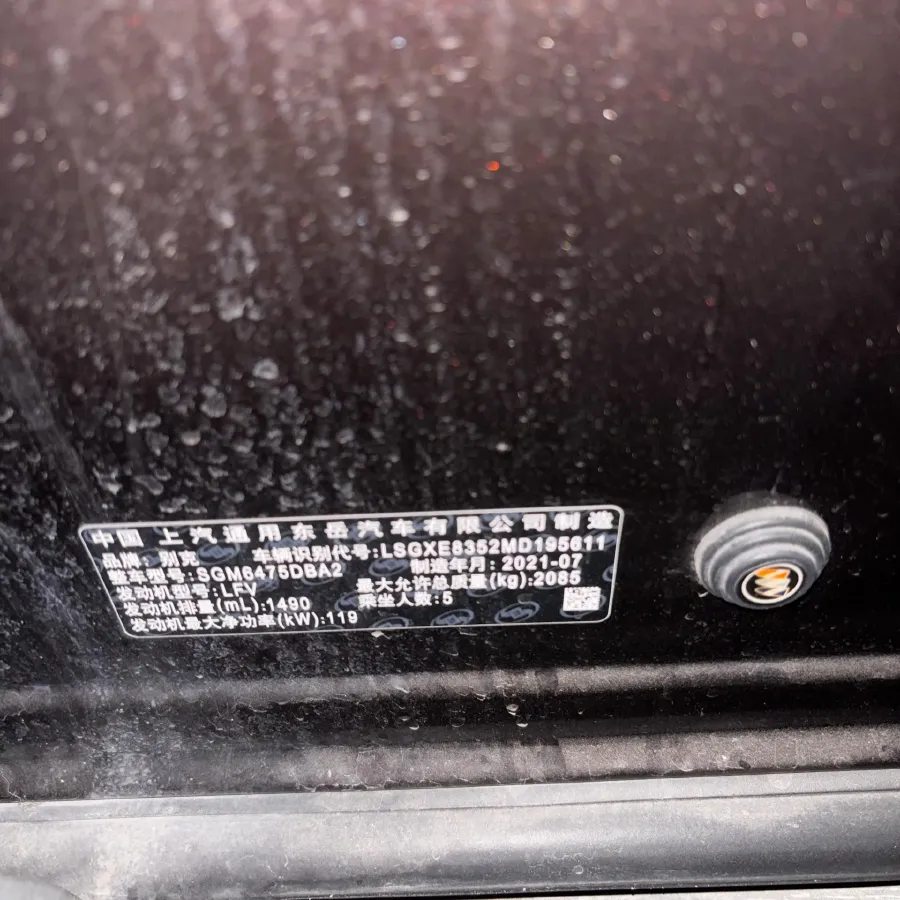 中国 上汽通用东岳汽车有限公司制造
品牌:别克 车辆识别代号:LSGXE8352MD195611
整车型号:SGM6475DBA2 制造年月:2021-07
发动机型号:LFV 最大允许总质量(kg):2085
发动机排量(mL):1490 乘坐人数:5
发动机最大净功率(kW):119